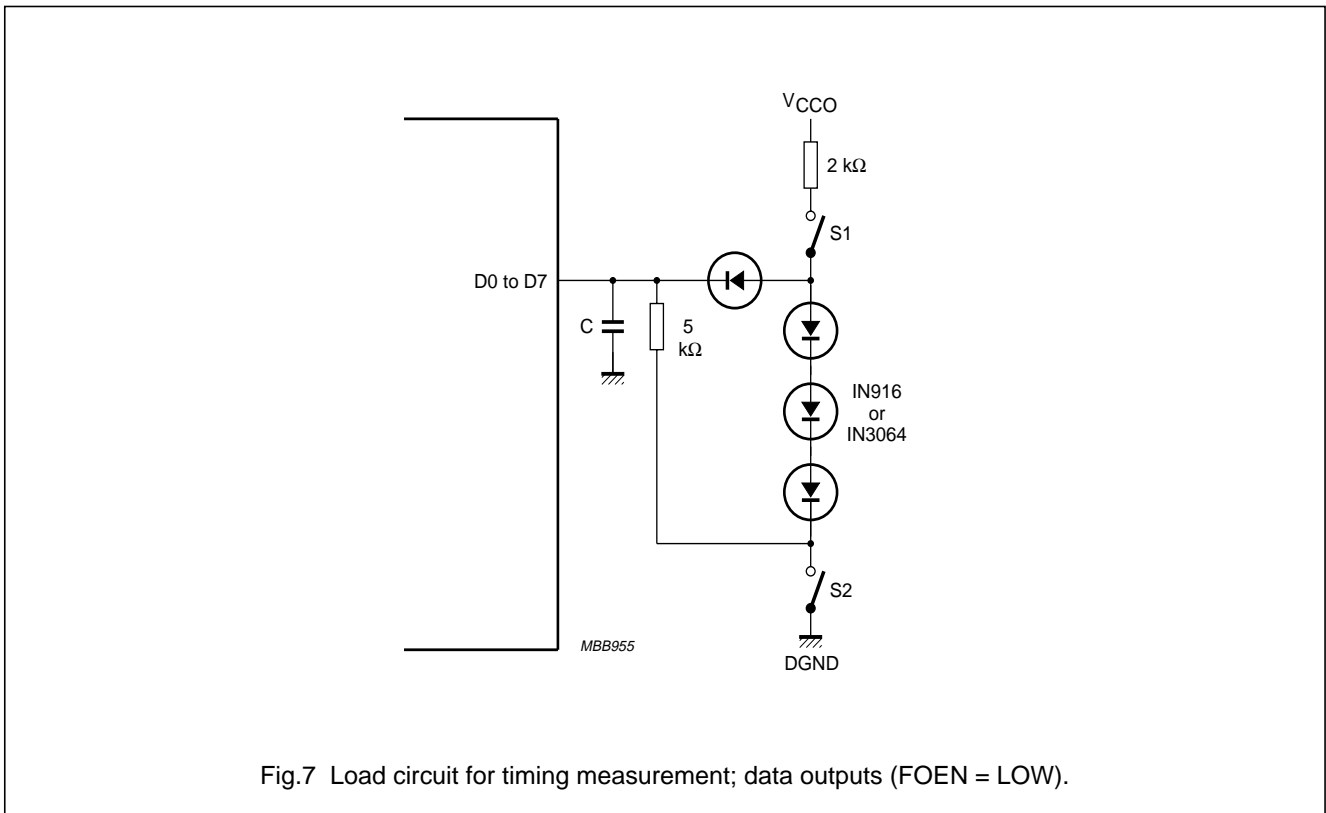 VCCO
2 kΩ
S1
D0 to D7
C
5
kΩ
IN916
or
IN3064
S2
MBB955
DGND
Fig.7 Load circuit for timing measurement; data outputs (FOEN = LOW).